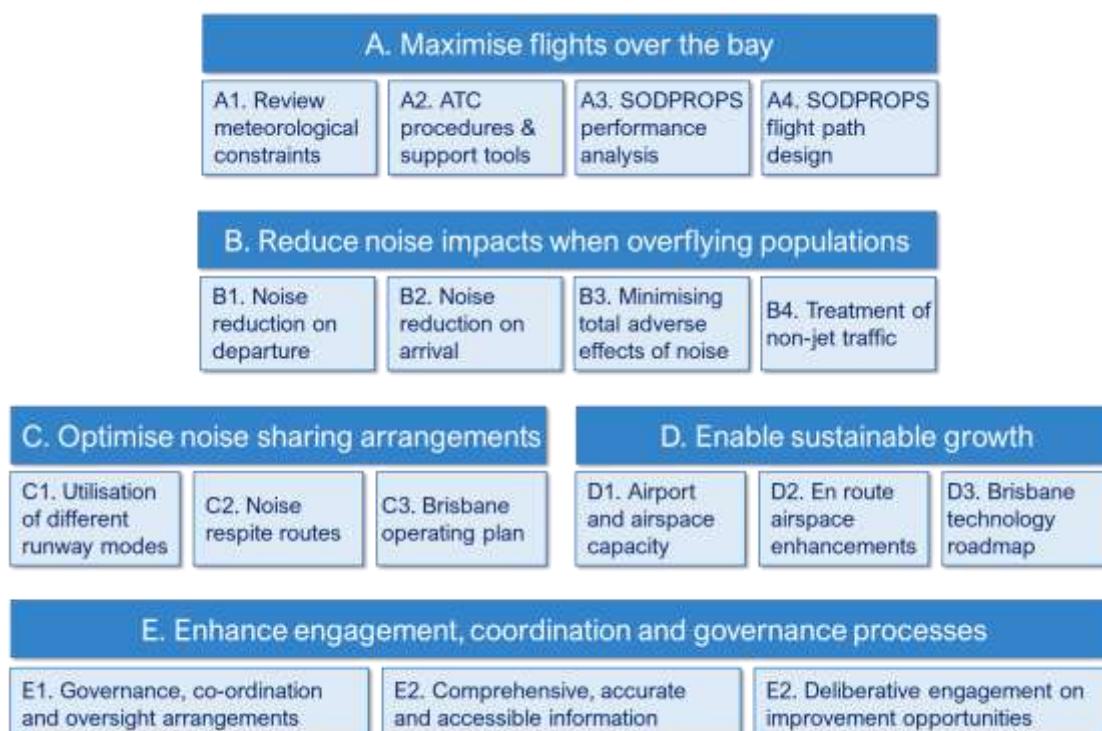 A. Maximise flights over the bay
A1. Review
meteorological
constraints
A2. ATC
procedures &
support tools
A3. SODPROPS
performance
analysis
A4. SODPROPS
flight path
design
B. Reduce noise impacts when overflying populations
B1. Noise
reduction on
departure
B2. Noise
reduction on
arrival
B3. Minimising
total adverse
effects of noise
B4. Treatment of
non-jet traffic
C. Optimise noise sharing arrangements
C1. Utilisation
of different
runway modes
C2. Noise
respite routes
C3. Brisbane
operating plan
D. Enable sustainable growth
D1. Airport
and airspace
capacity
D2. En route
airspace
enhancements
D3. Brisbane
technology
roadmap
E. Enhance engagement, coordination and governance processes
E1. Governance, co-ordination
and oversight arrangements
E2. Comprehensive, accurate
and accessible information
E2. Deliberative engagement on
improvement opportunities